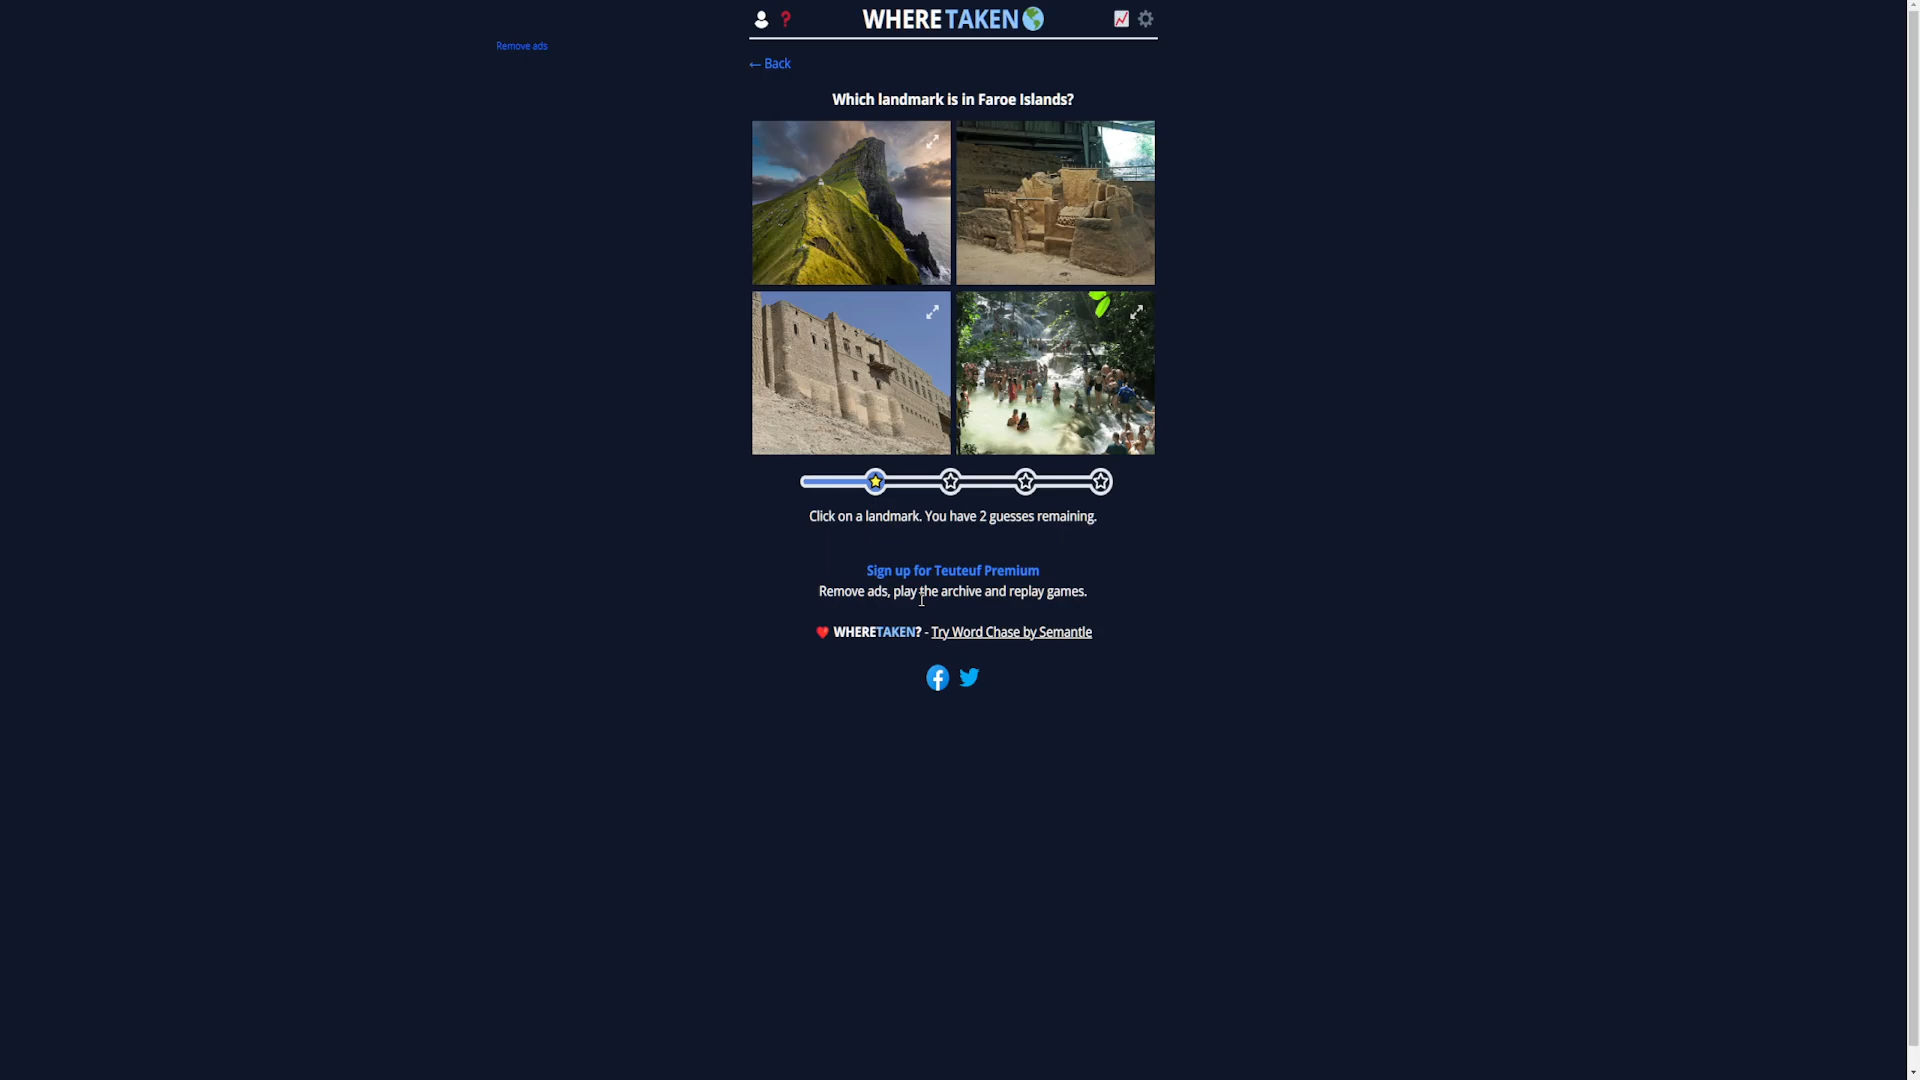 WHERETAKEN
Remove ads
← Back
Which landmark is in Faroe Islands?
Click on a landmark. You have 2 guesses remaining.
Sign up for Teuteuf Premium
Remove ads, play the archive and replay games.
WHERETAKEN? - Try Word Chase by Semantle